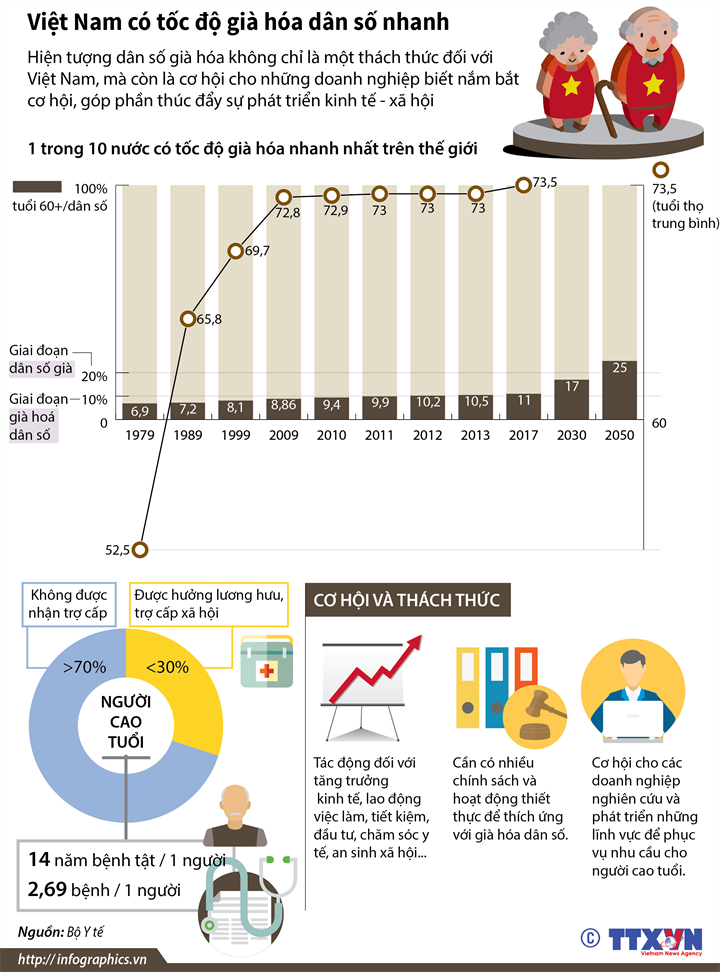 Việt Nam có tốc độ già hóa dân số nhanh
Hiện tượng dân số già hóa không chỉ là một thách thức đối với
Việt Nam, mà còn là cơ hội cho những doanh nghiệp biết nắm bắt
cơ hội, góp phần thúc đẩy sự phát triển kinh tế - xã hội
1 trong 10 nước có tốc độ già hóa nhanh nhất trên thế giới
100%
tuổi 60+/dân số
73,5
(tuổi thọ
trung bình)
52,5
65,8
69,7
72,8
72,9
73
73
73
73,5
Giai đoạn
dân số già
20%
Giai đoạn
già hoá
dân số
10%
0
60
6,9
7,2
8,1
8,86
9,4
9,9
10,2
10,5
11
17
25
1979
1989
1999
2009
2010
2011
2012
2013
2017
2030
2050
Không được
nhận trợ cấp
Được hưởng lương hưu,
trợ cấp xã hội
>70%
<30%
NGƯỜI
CAO
TUỔI
14 năm bệnh tật / 1 người
2,69 bệnh / 1 người
CƠ HỘI VÀ THÁCH THỨC
Tác động đối với
tăng trưởng
kinh tế, lao động
việc làm, tiết kiệm,
đầu tư, chăm sóc y
tế, an sinh xã hội...
Cần có nhiều
chính sách và
hoạt động thiết
thực để thích ứng
với già hóa dân số.
Cơ hội cho các
doanh nghiệp
nghiên cứu và
phát triển những
lĩnh vực để phục
vụ nhu cầu cho
người cao tuổi.
Nguồn: Bộ Y tế
© TTXVN
Vietnam News Agency
http://infographics.vn